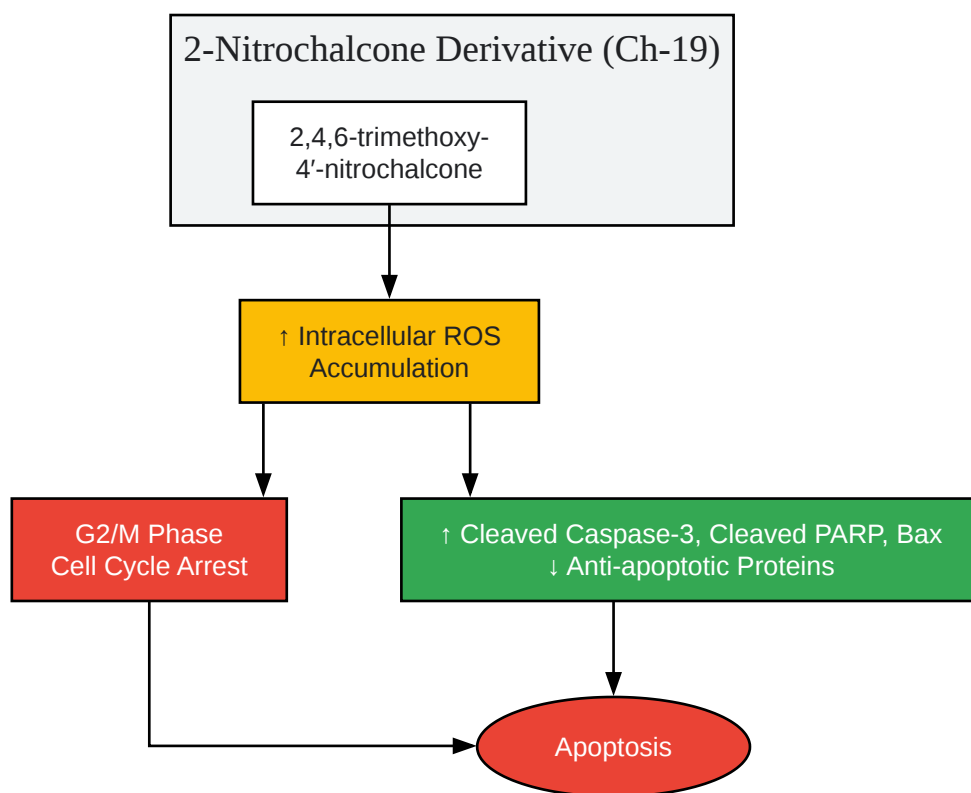 2-Nitrochalcone Derivative (Ch-19)
2,4,6-trimethoxy-
4′-nitrochalcone
↑ Intracellular ROS
Accumulation
G2/M Phase
Cell Cycle Arrest
↑ Cleaved Caspase-3, Cleaved PARP, Bax
↓ Anti-apoptotic Proteins
Apoptosis